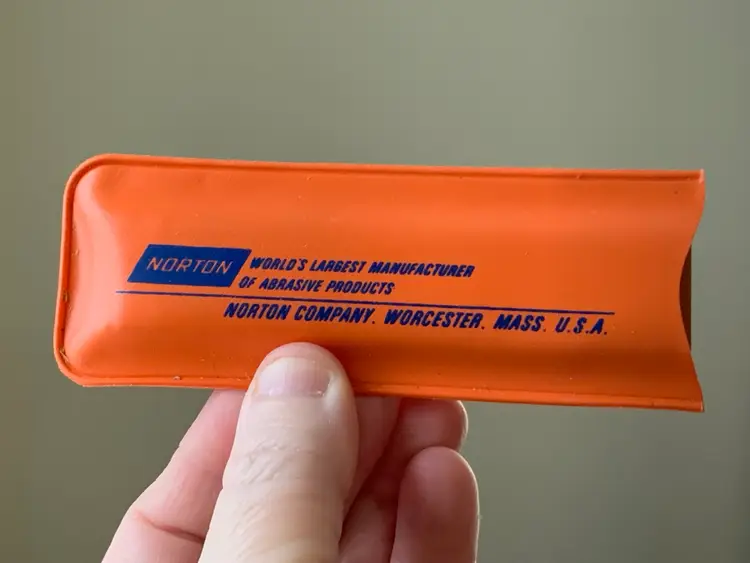 NORTON
WORLD'S LARGEST MANUFACTURER
OF ABRASIVE PRODUCTS
NORTON COMPANY. WORCESTER. MASS. U.S.A.